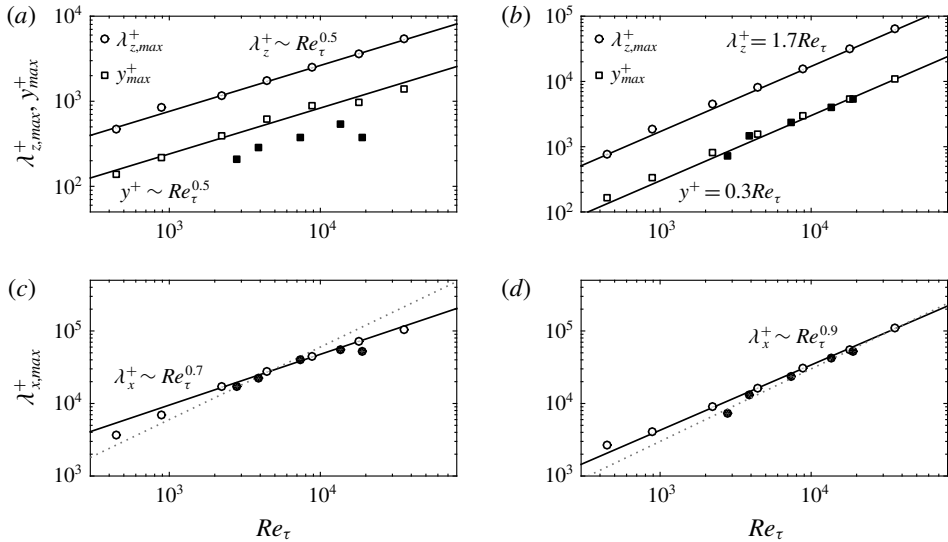 (a)
10^4
10^3
10^2
λ^+_{z,max}, y^+_{max}
λ^+_{z,max}
y^+_{max}
λ^+_z ~ Re_τ^{0.5}
y^+ ~ Re_τ^{0.5}
10^3
10^4
(b)
10^5
10^4
10^3
10^2
λ^+_{z,max}
y^+_{max}
λ^+_z = 1.7Re_τ
y^+ = 0.3Re_τ
10^3
10^4
(c)
10^5
10^4
10^3
λ^+_{x,max}
λ^+_x ~ Re_τ^{0.7}
10^3
10^4
Re_τ
(d)
10^5
10^4
10^3
λ^+_x ~ Re_τ^{0.9}
10^3
10^4
Re_τ